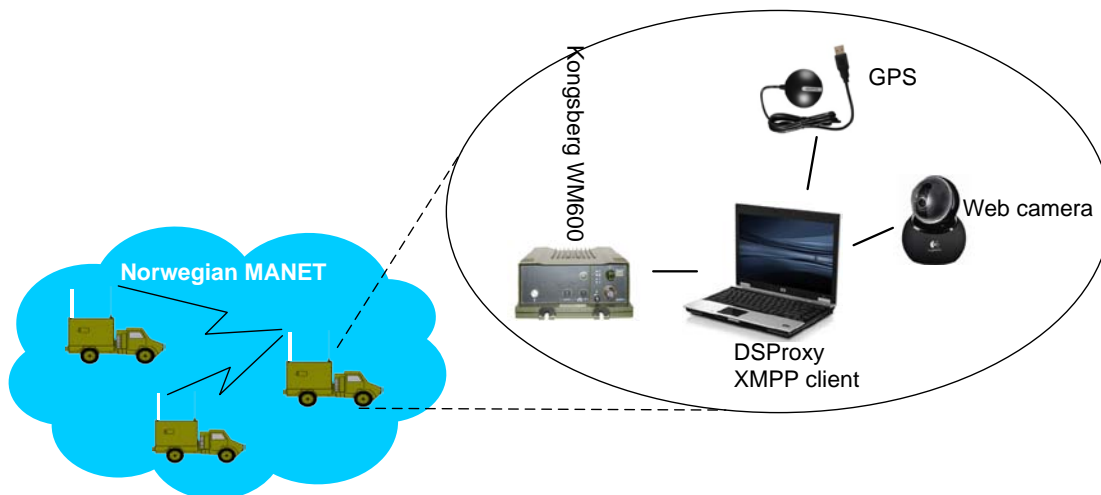 Norwegian MANET
Kongsberg WM600
GPS
Web camera
DSProxy
XMPP client